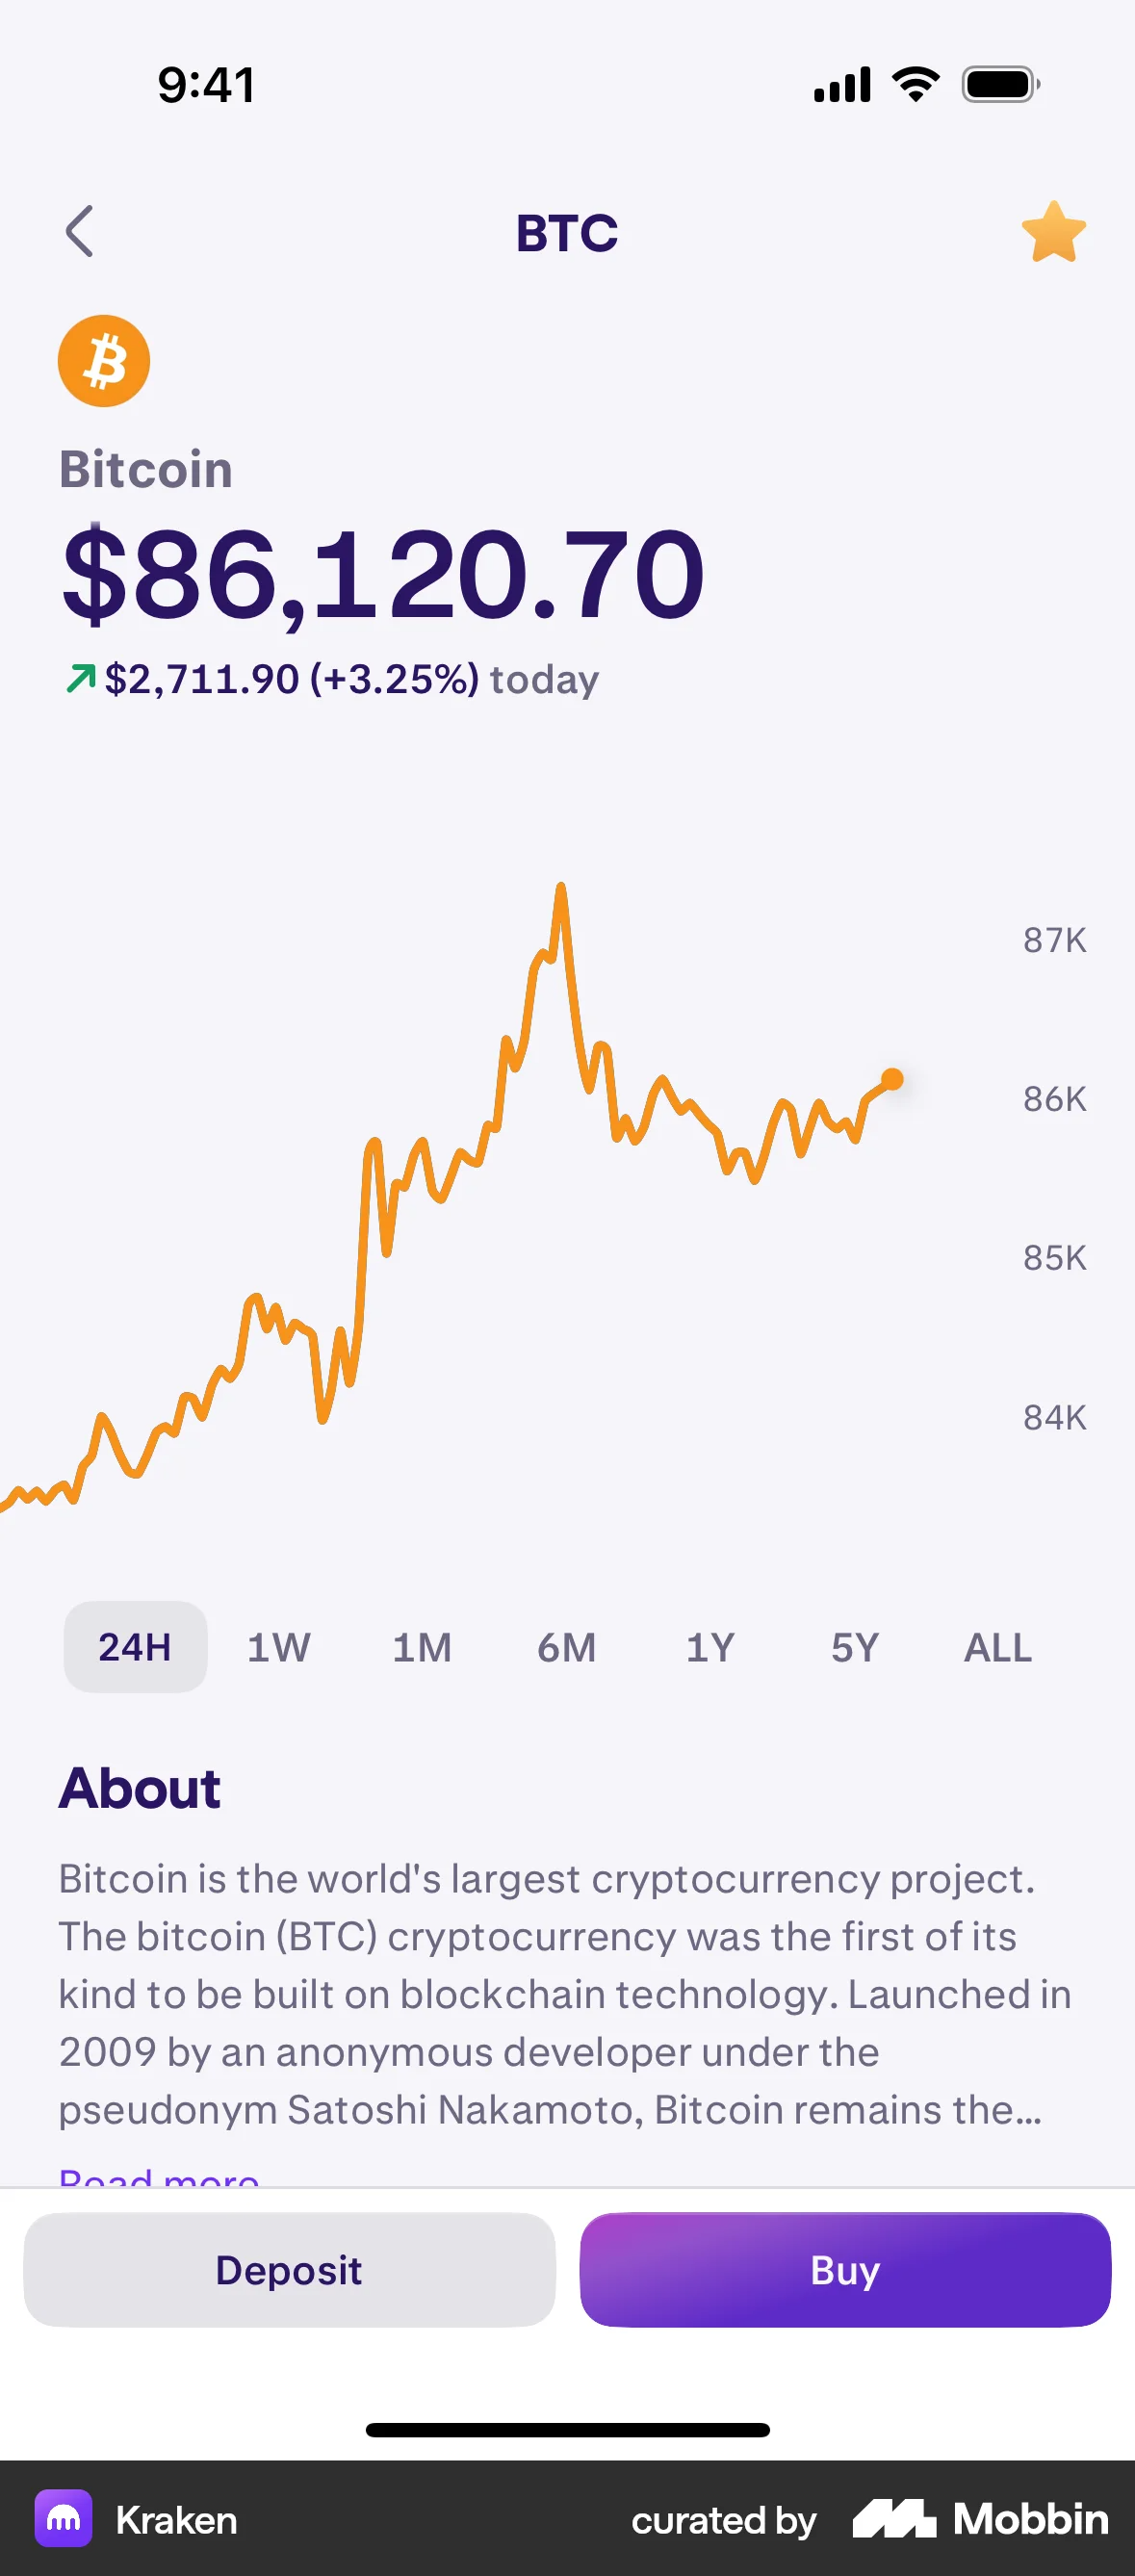 9:41
BTC
Bitcoin
$86,120.70
$2,711.90 (+3.25%) today
87K
86K
85K
84K
24H 1W 1M 6M 1Y 5Y ALL
About
Bitcoin is the world's largest cryptocurrency project.
The bitcoin (BTC) cryptocurrency was the first of its
kind to be built on blockchain technology. Launched in
2009 by an anonymous developer under the
pseudonym Satoshi Nakamoto, Bitcoin remains the...
Read more
Deposit Buy
Kraken curated by Mobbin